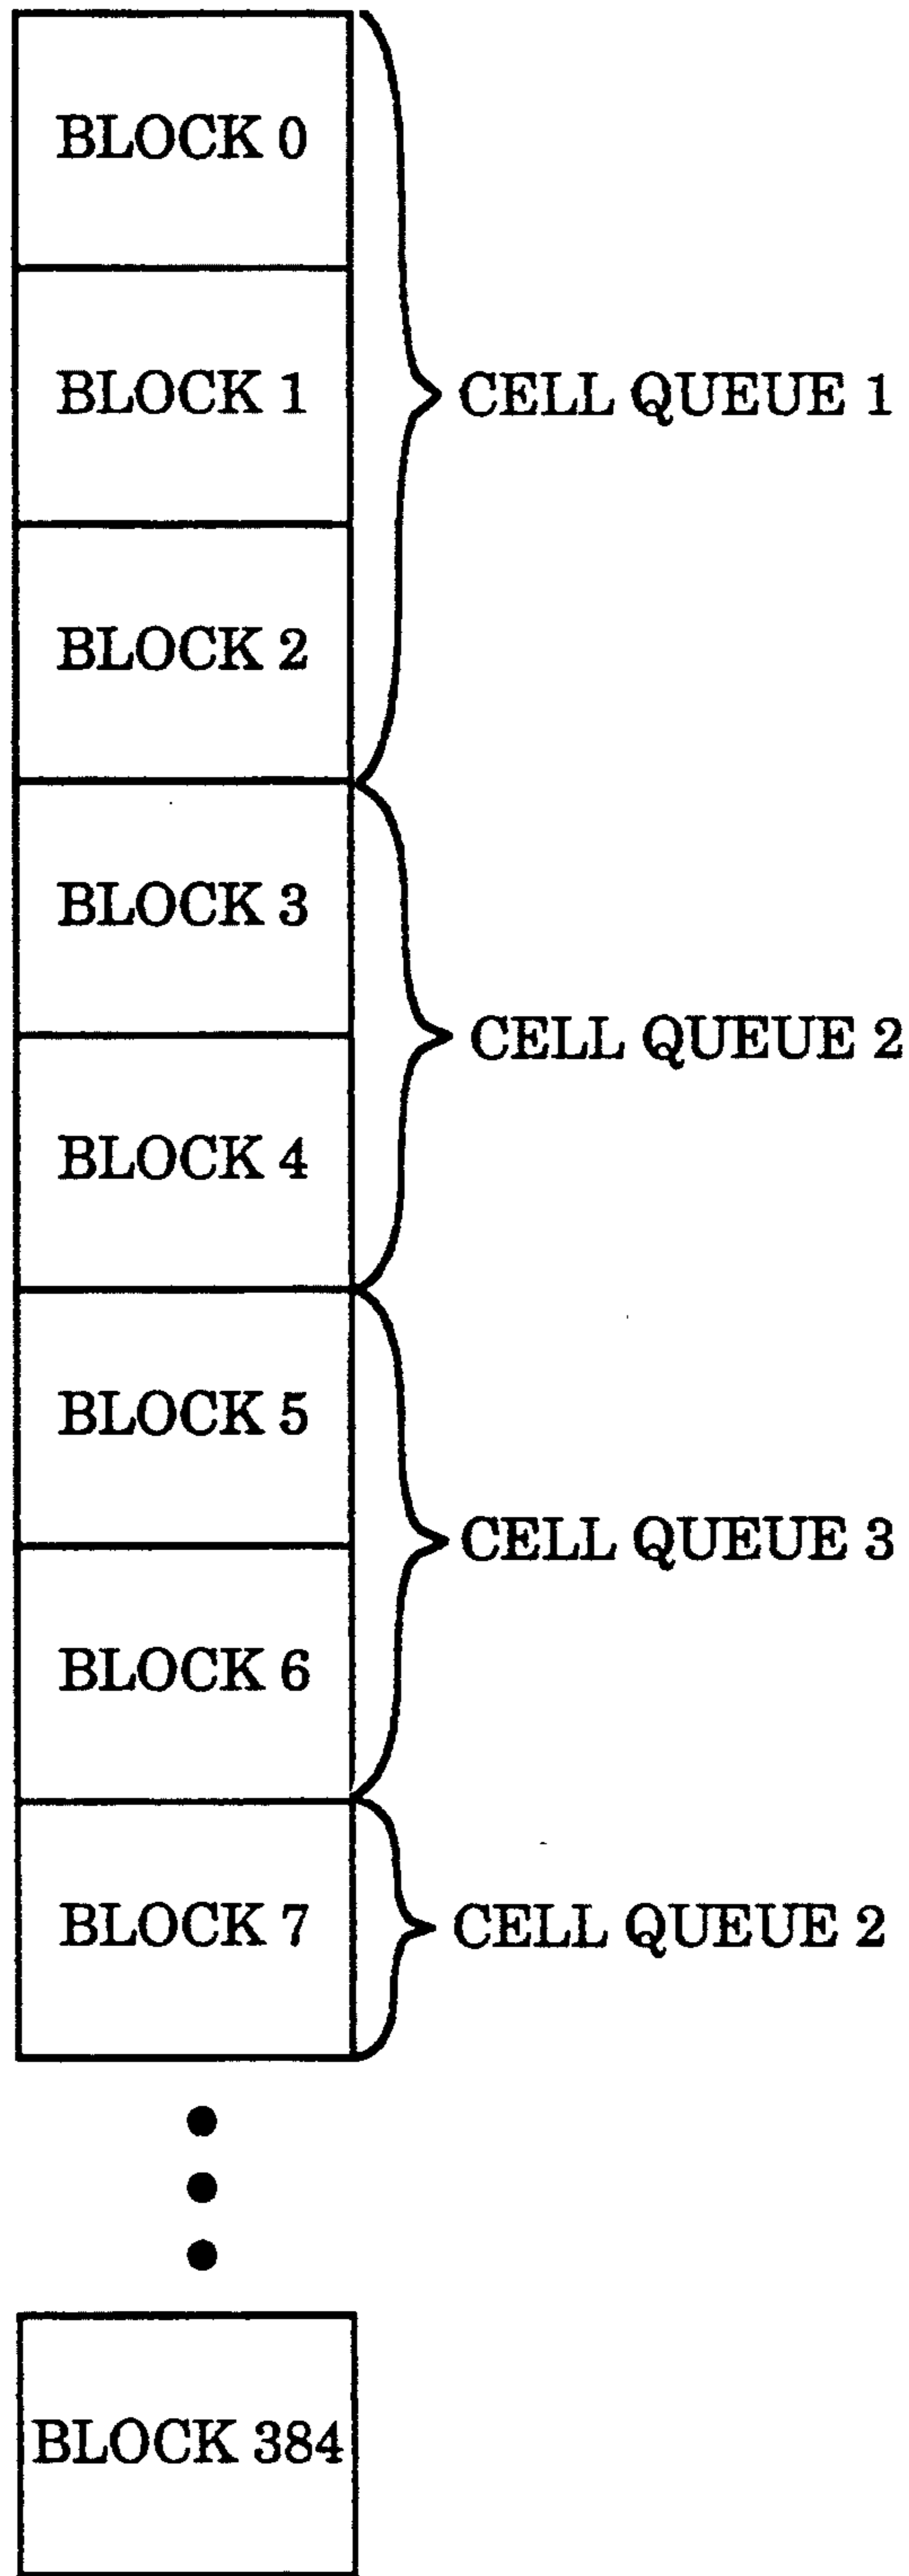 BLOCK 0
BLOCK 1
CELL QUEUE 1
BLOCK 2
BLOCK 3
CELL QUEUE 2
BLOCK 4
BLOCK 5
CELL QUEUE 3
BLOCK 6
BLOCK 7
CELL QUEUE 2
BLOCK 384